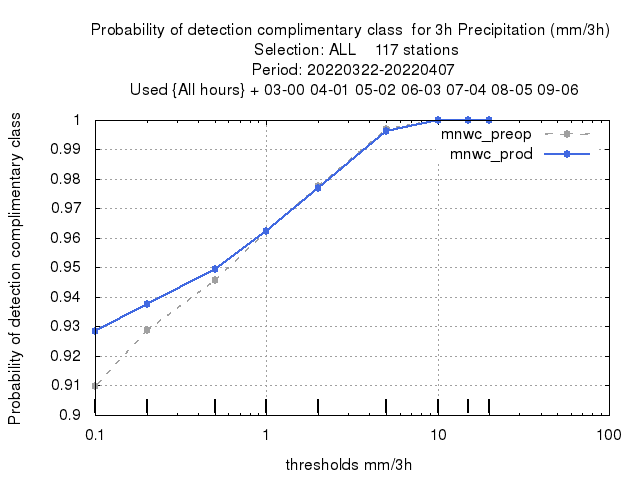 Probability of detection complimentary class  for 3h Precipitation (mm/3h)
Selection: ALL    117 stations
Period: 20220322-20220407
Used {All hours} + 03-00 04-01 05-02 06-03 07-04 08-05 09-06
Probability of detection complimentary class
1
0.99
0.98
0.97
0.96
0.95
0.94
0.93
0.92
0.91
0.9
mnwc_preop
mnwc_prod
0.1
1
10
100
thresholds mm/3h